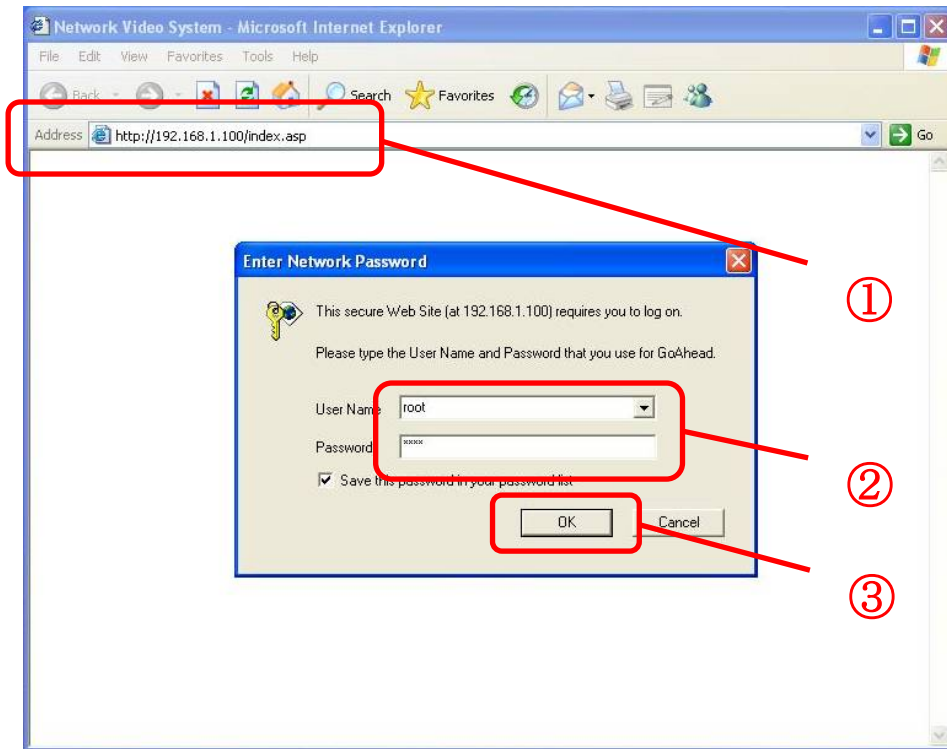 Network Video System - Microsoft Internet Explorer
File Edit View Favorites Tools Help
Back Search Favorites
Address http://192.168.1.100/index.asp Go
Enter Network Password
This secure Web Site (at 192.168.1.100) requires you to log on.
Please type the User Name and Password that you use for GoAhead.
User Name root
Password xxxx
Save this password in your password list
OK Cancel
①
②
③